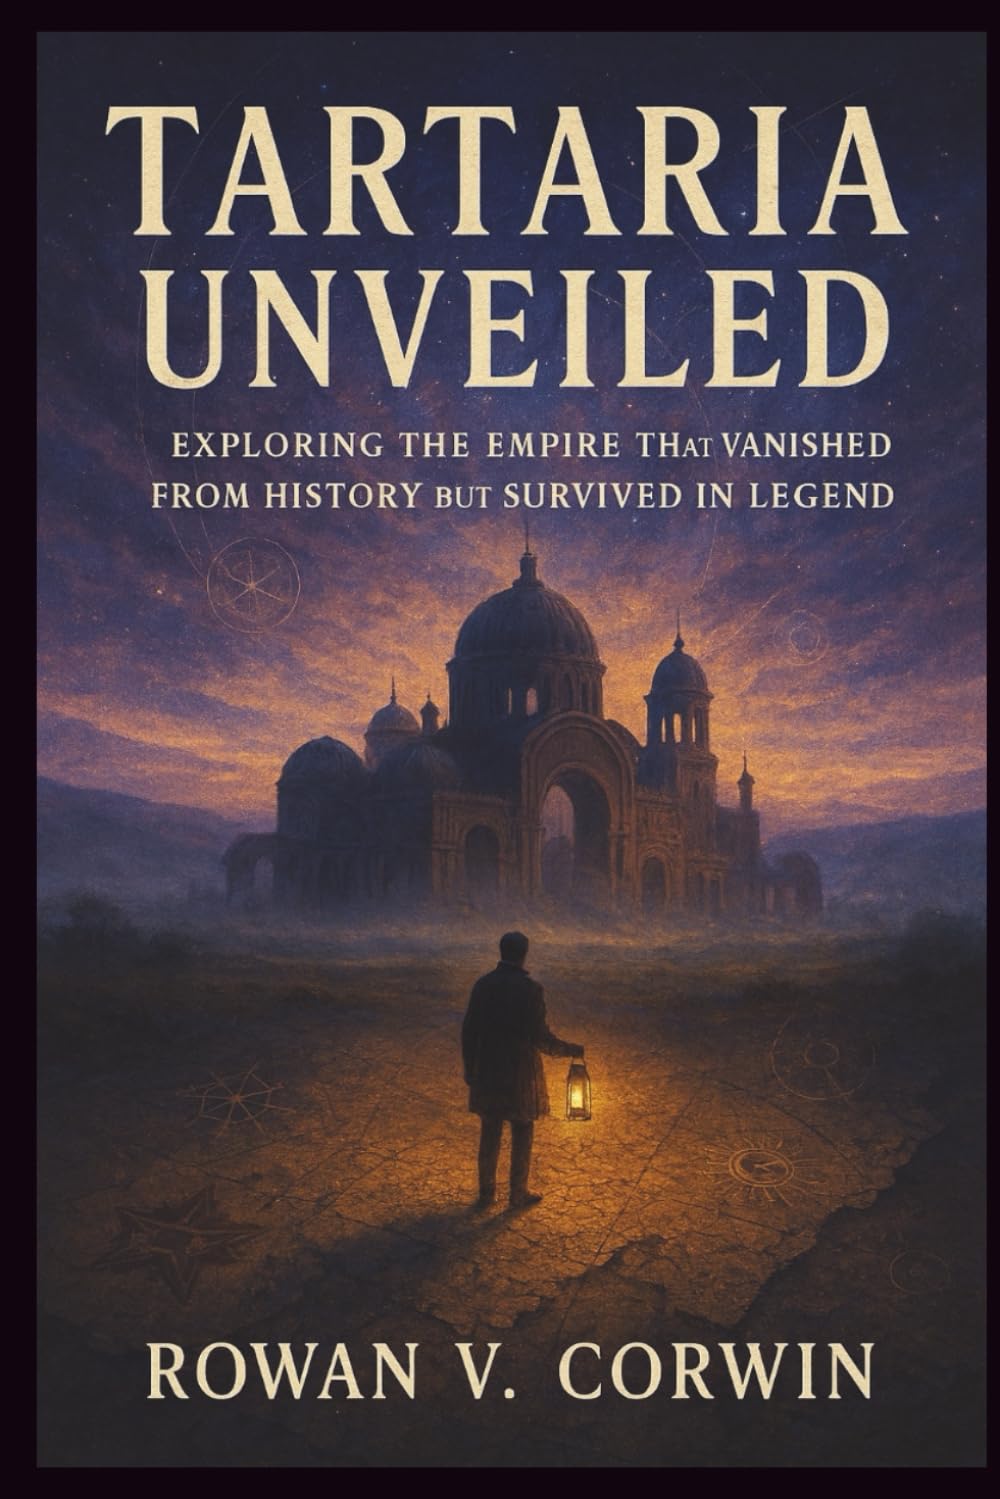 TARTARIA
UNVEILED
EXPLORING THE EMPIRE THAT VANISHED
FROM HISTORY BUT SURVIVED IN LEGEND
ROWAN V. CORWIN